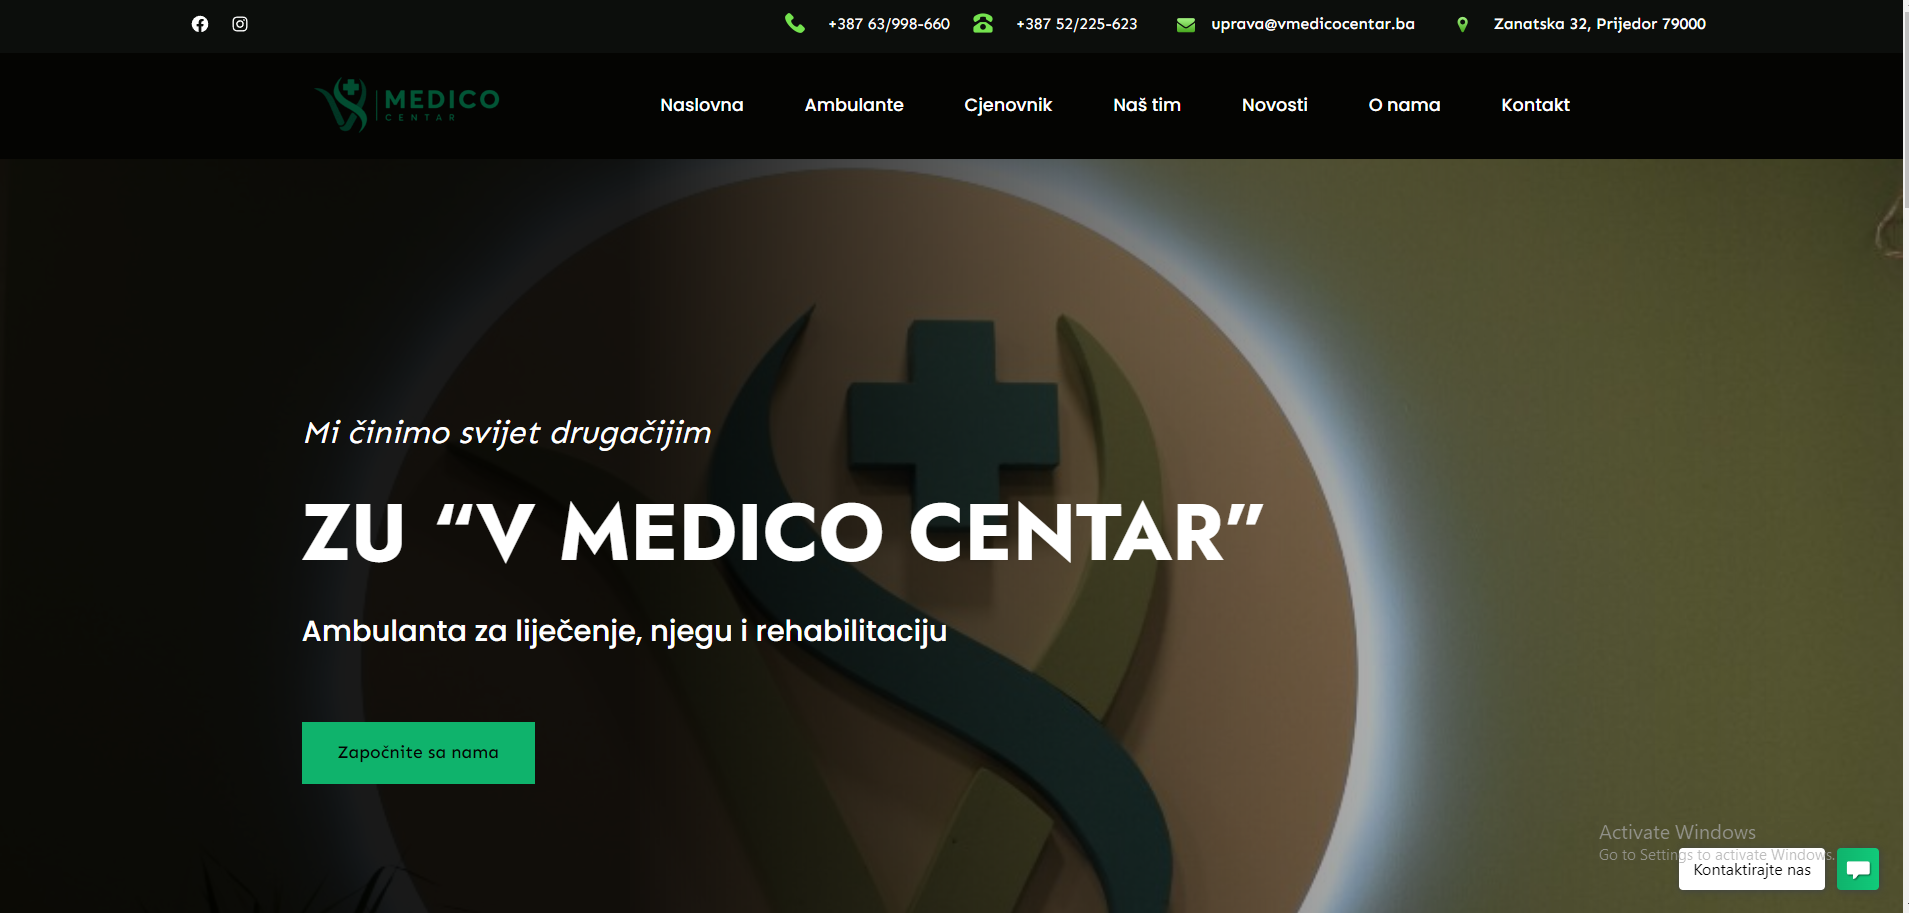 +387 63/998-660 +387 52/225-623 uprava@vmedicocentar.ba Zanatska 32, Prijedor 79000
MEDICO
CENTAR
Naslovna Ambulante Cjenovnik Naš tim Novosti O nama Kontakt
Mi činimo svijet drugačijim
ZU “V MEDICO CENTAR”
Ambulanta za liječenje, njegu i rehabilitaciju
Započnite sa nama
Activate Windows
Go to Settings to activate Windows.
Kontaktirajte nas